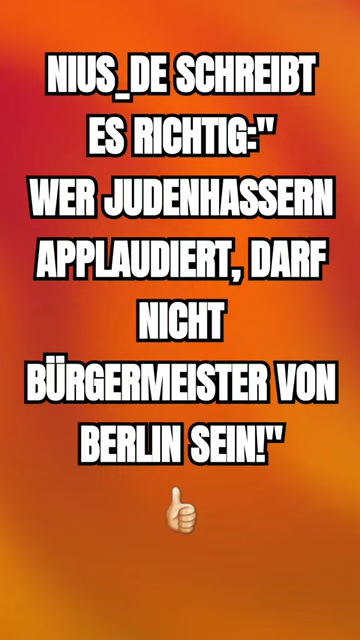 NIUS_DE SCHREIBT
ES RICHTIG:"
WER JUDENHASSERN
APPLAUDIERT, DARF
NICHT
BÜRGERMEISTER VON
BERLIN SEIN!"
👍🏻